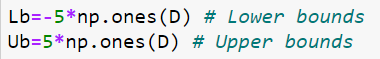 Lb=-5*np.ones(D) # Lower bounds
Ub=5*np.ones(D) # Upper bounds